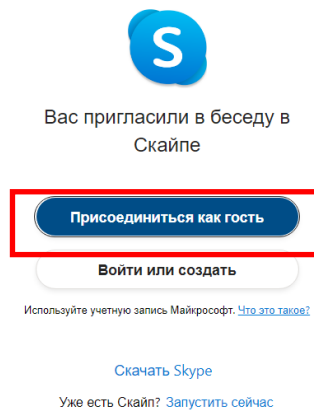 S
Вас пригласили в беседу в
Скайпе
Присоединиться как гость
Войти или создать
Используйте учетную запись Майкрософт. Что это такое?
Скачать Skype
Уже есть Скайп? Запустить сейчас